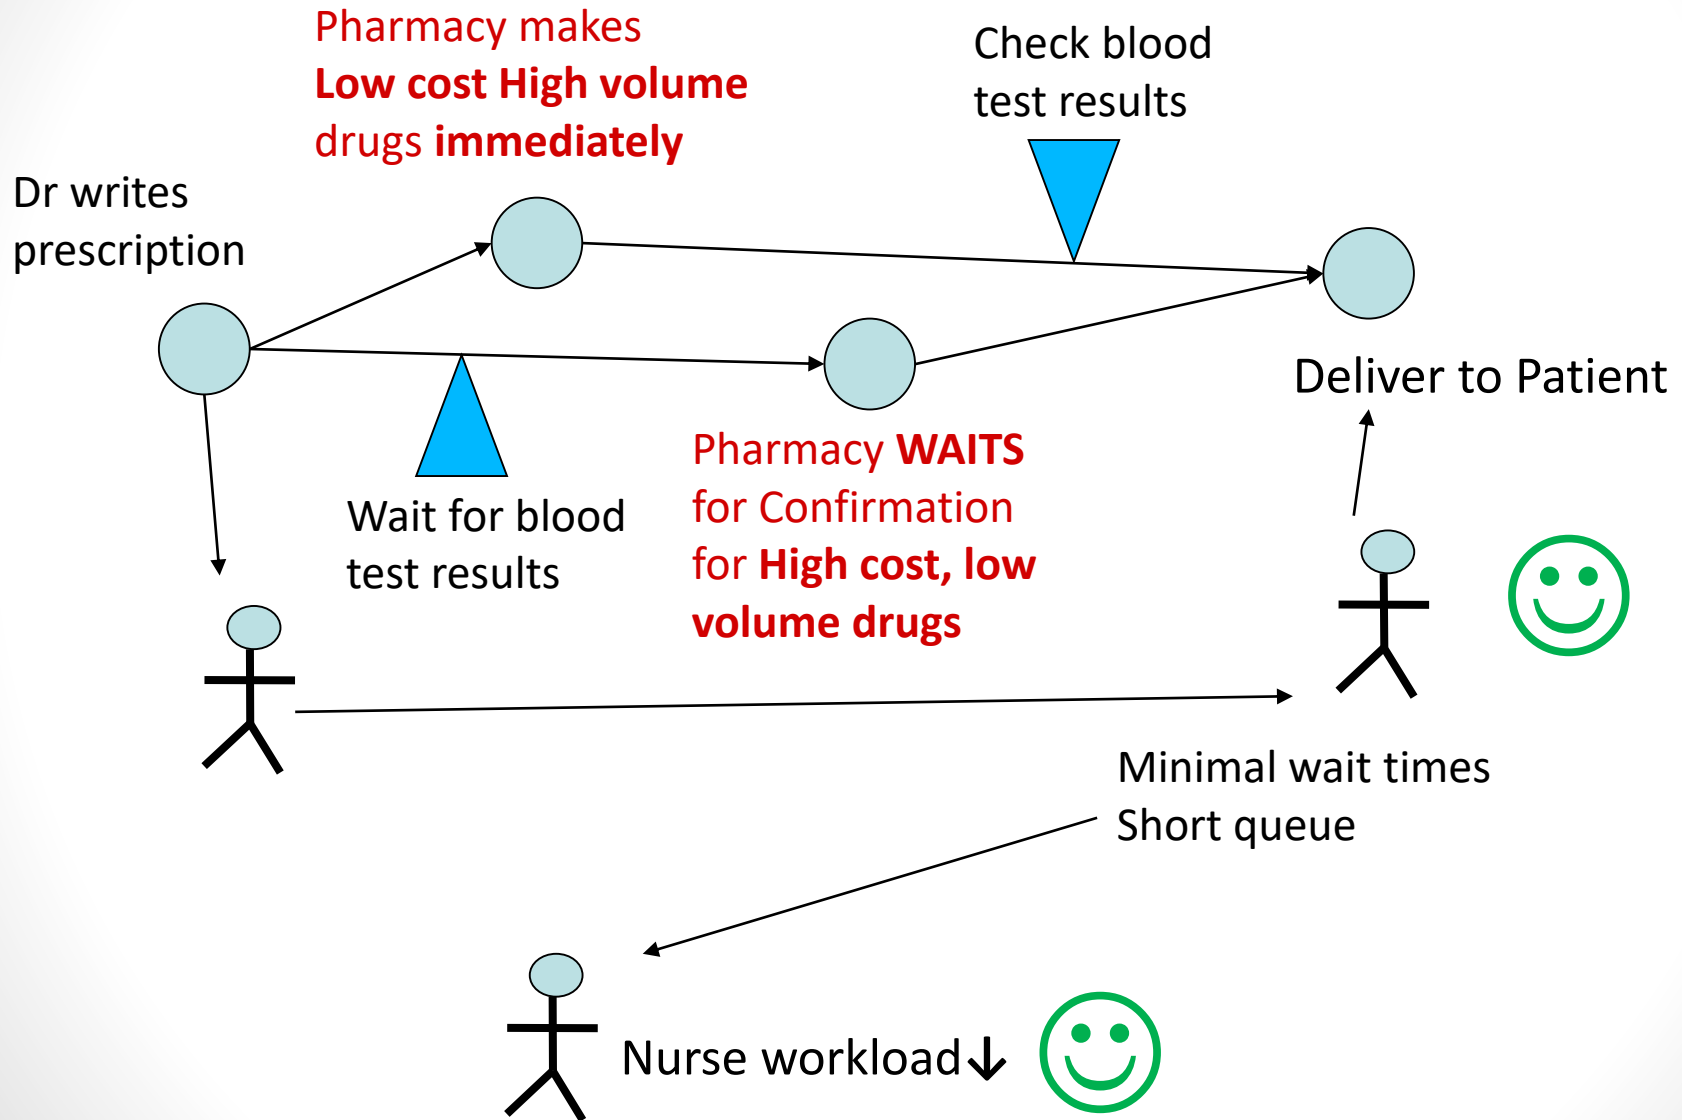 Pharmacy makes
Low cost High volume
drugs immediately
Check blood
test results
Dr writes
prescription
Deliver to Patient
Wait for blood
test results
Pharmacy WAITS
for Confirmation
for High cost, low
volume drugs
Minimal wait times
Short queue
Nurse workload↓